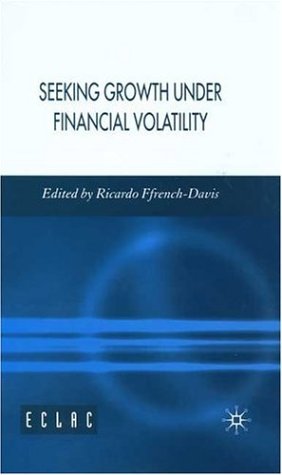 SEEKING GROWTH UNDER
FINANCIAL VOLATILITY
Edited by Ricardo Ffrench-Davis
ECLAC